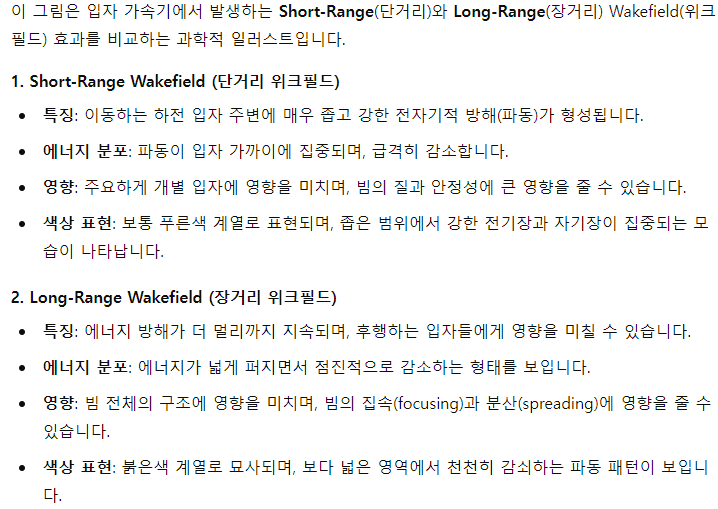 이 그림은 입자 가속기에서 발생하는 Short-Range(단거리)와 Long-Range(장거리) Wakefield(위크
필드) 효과를 비교하는 과학적 일러스트입니다.
1. Short-Range Wakefield (단거리 위크필드)
• 특징: 이동하는 하전 입자 주변에 매우 좁고 강한 전자기적 방해(파동)가 형성됩니다.
• 에너지 분포: 파동이 입자 가까이에 집중되며, 급격히 감소합니다.
• 영향: 주요하게 개별 입자에 영향을 미치며, 빔의 질과 안정성에 큰 영향을 줄 수 있습니다.
• 색상 표현: 보통 푸른색 계열로 표현되며, 좁은 범위에서 강한 전기장과 자기장이 집중되는 모
습이 나타납니다.
2. Long-Range Wakefield (장거리 위크필드)
• 특징: 에너지 방해가 더 멀리까지 지속되며, 후행하는 입자들에게 영향을 미칠 수 있습니다.
• 에너지 분포: 에너지가 넓게 퍼지면서 점진적으로 감소하는 형태를 보입니다.
• 영향: 빔 전체의 구조에 영향을 미치며, 빔의 집속(focusing)과 분산(spreading)에 영향을 줄 수
있습니다.
• 색상 표현: 붉은색 계열로 묘사되며, 보다 넓은 영역에서 천천히 감쇠하는 파동 패턴이 보입니
다.